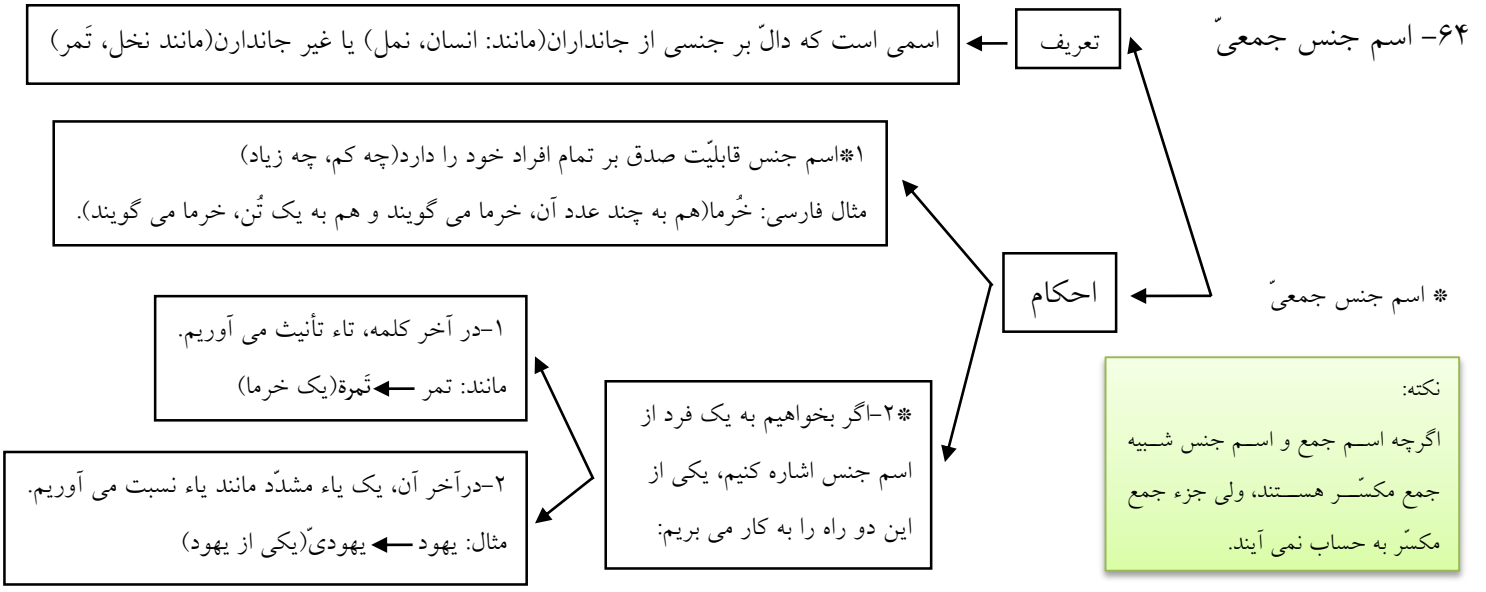 ۶۴- اسم جنس جمعیّ
تعریف
اسمی است که دالّ بر جنسی از جانداران(مانند: انسان، نمل) یا غیر جاندارن(مانند نخل، تَمر)
* اسم جنس جمعیّ
احکام
۱*اسم جنس قابلیّت صدق بر تمام افراد خود را دارد(چه کم، چه زیاد)
مثال فارسی: خُرما(هم به چند عدد آن، خرما می گویند و هم به یک تُن، خرما می گویند).
*۲-اگر بخواهیم به یک فرد از
اسم جنس اشاره کنیم، یکی از
این دو راه را به کار می بریم:
۱-در آخر کلمه، تاء تأنیث می آوریم.
مانند: تمر ← تَمرة(یک خرما)
۲-درآخر آن، یک یاء مشدّد مانند یاء نسبت می آوریم.
مثال: یهود ← یهودیّ(یکی از یهود)
نکته:
اگرچه اسم جمع و اسم جنس شبیه
جمع مکسّر هستند، ولی جزء جمع
مکسّر به حساب نمی آیند.